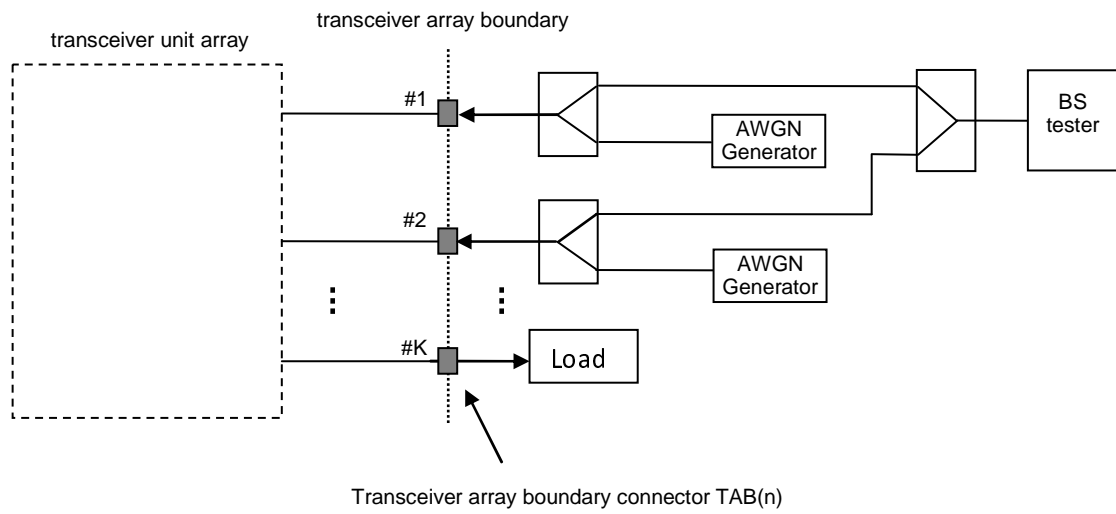 transceiver array boundary
transceiver unit array
#1
BS
tester
AWGN
Generator
#2
AWGN
Generator
#K
Load
Transceiver array boundary connector TAB(n)